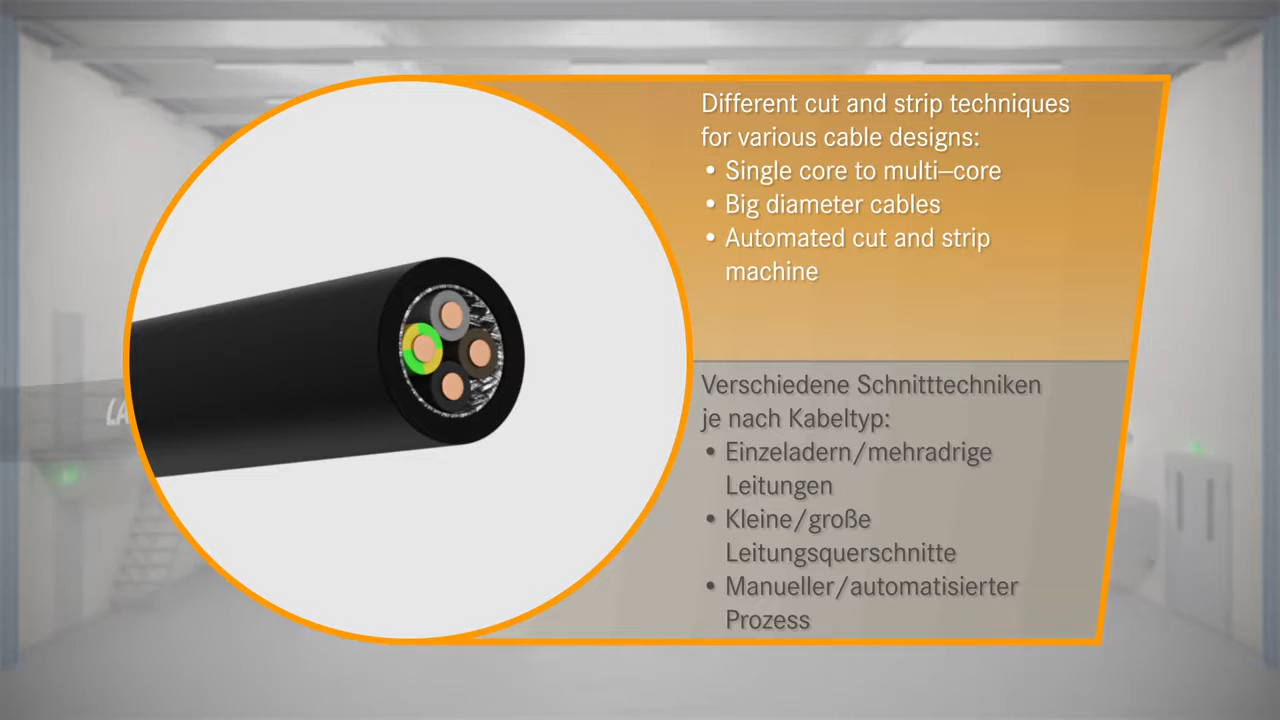 Different cut and strip techniques
for various cable designs:
• Single core to multi–core
• Big diameter cables
• Automated cut and strip
machine
Verschiedene Schnitttechniken
je nach Kabeltyp:
• Einzeladern/mehradrige
Leitungen
• Kleine/große
Leitungsquerschnitte
• Manueller/automatisierter
Prozess